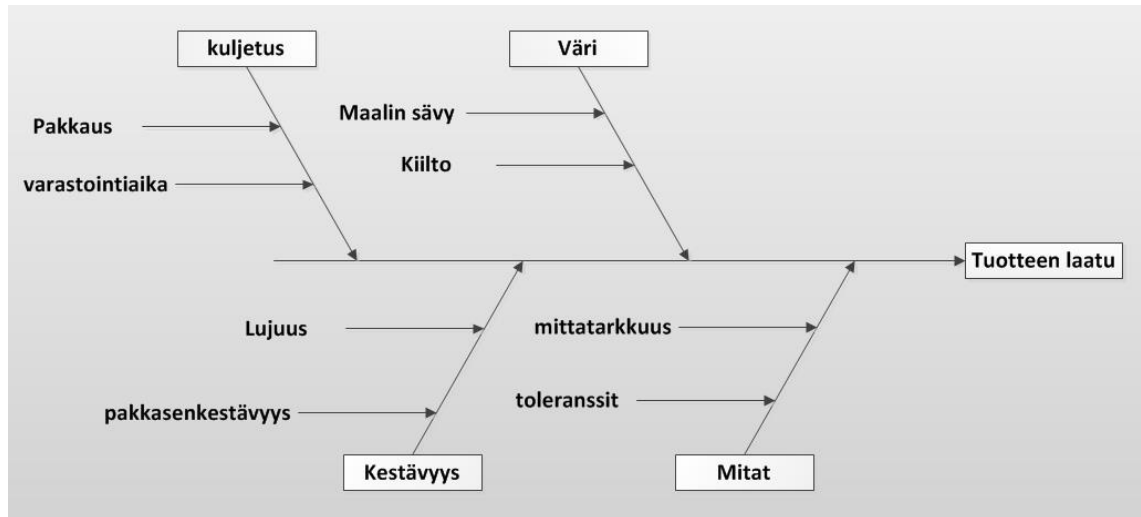 kuljetus
Väri
Maalin sävy
Pakkaus
Kiilto
varastointiaika
Tuotteen laatu
Lujuus
mittatarkkuus
toleranssit
pakkasenkestävyys
Kestävyys
Mitat